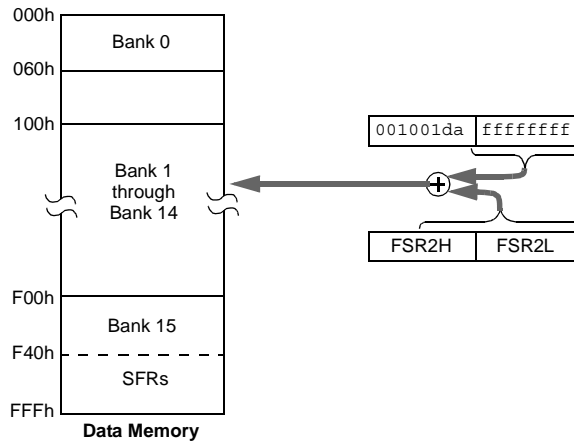 000h
Bank 0
060h
100h
001001da ffffffff
Bank 1
through
Bank 14
FSR2H FSR2L
F00h
Bank 15
F40h
SFRs
FFFh
Data Memory